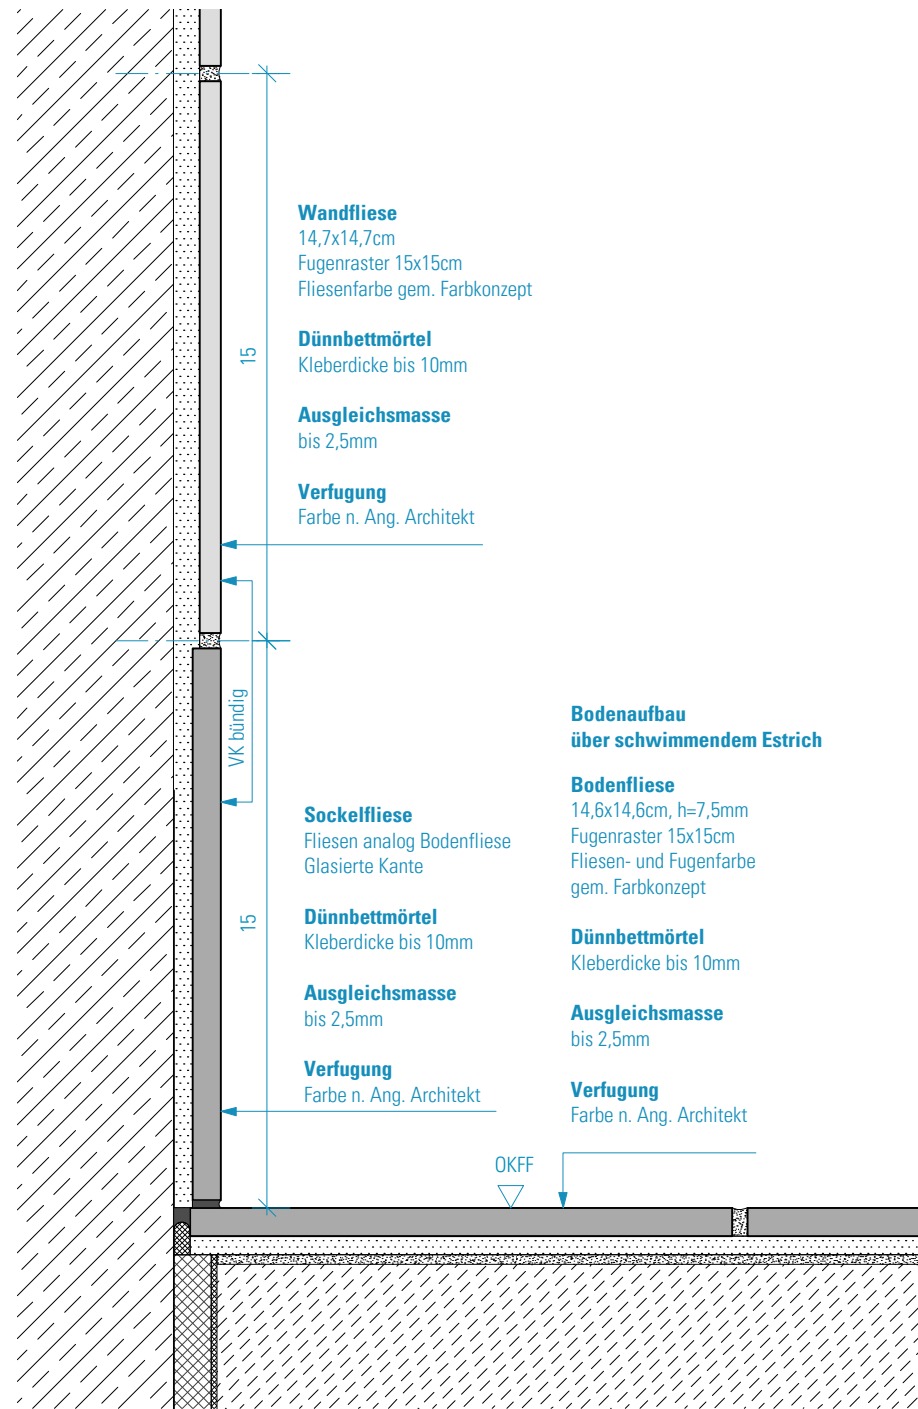 Wandfliese
14,7x14,7cm
Fugenraster 15x15cm
Fliesenfarbe gem. Farbkonzept
Dünnbettmörtel
Kleberdicke bis 10mm
Ausgleichsmasse
bis 2,5mm
Verfugung
Farbe n. Ang. Architekt
15
VK bündig
15
Sockelfliese
Fliesen analog Bodenfliese
Glasierte Kante
Dünnbettmörtel
Kleberdicke bis 10mm
Ausgleichsmasse
bis 2,5mm
Verfugung
Farbe n. Ang. Architekt
Bodenaufbau
über schwimmendem Estrich
Bodenfliese
14,6x14,6cm, h=7,5mm
Fugenraster 15x15cm
Fliesen- und Fugenfarbe
gem. Farbkonzept
Dünnbettmörtel
Kleberdicke bis 10mm
Ausgleichsmasse
bis 2,5mm
Verfugung
Farbe n. Ang. Architekt
OKFF